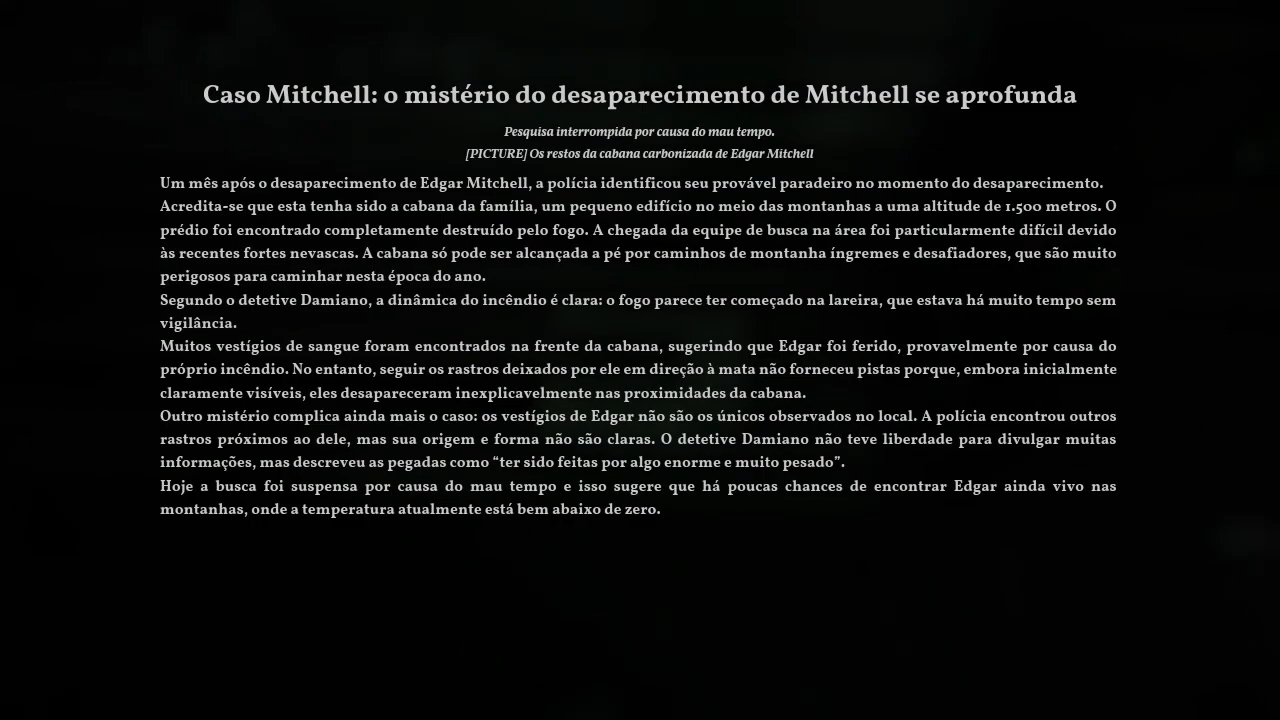 Caso Mitchell: o mistério do desaparecimento de Mitchell se aprofunda
Pesquisa interrompida por causa do mau tempo.
[PICTURE] Os restos da cabana carbonizada de Edgar Mitchell
Um mês após o desaparecimento de Edgar Mitchell, a polícia identificou seu provável paradeiro no momento do desaparecimento.
Acredita-se que esta tenha sido a cabana da família, um pequeno edifício no meio das montanhas a uma altitude de 1.500 metros. O
prédio foi encontrado completamente destruído pelo fogo. A chegada da equipe de busca na área foi particularmente difícil devido
às recentes fortes nevascas. A cabana só pode ser alcançada a pé por caminhos de montanha íngremes e desafiadores, que são muito
perigosos para caminhar nesta época do ano.
Segundo o detetive Damiano, a dinâmica do incêndio é clara: o fogo parece ter começado na lareira, que estava há muito tempo sem
vigilância.
Muitos vestígios de sangue foram encontrados na frente da cabana, sugerindo que Edgar foi ferido, provavelmente por causa do
próprio incêndio. No entanto, seguir os rastros deixados por ele em direção à mata não forneceu pistas porque, embora inicialmente
claramente visíveis, eles desapareceram inexplicavelmente nas proximidades da cabana.
Outro mistério complica ainda mais o caso: os vestígios de Edgar não são os únicos observados no local. A polícia encontrou outros
rastros próximos ao dele, mas sua origem e forma não são claras. O detetive Damiano não teve liberdade para divulgar muitas
informações, mas descreveu as pegadas como “ter sido feitas por algo enorme e muito pesado”.
Hoje a busca foi suspensa por causa do mau tempo e isso sugere que há poucas chances de encontrar Edgar ainda vivo nas
montanhas, onde a temperatura atualmente está bem abaixo de zero.